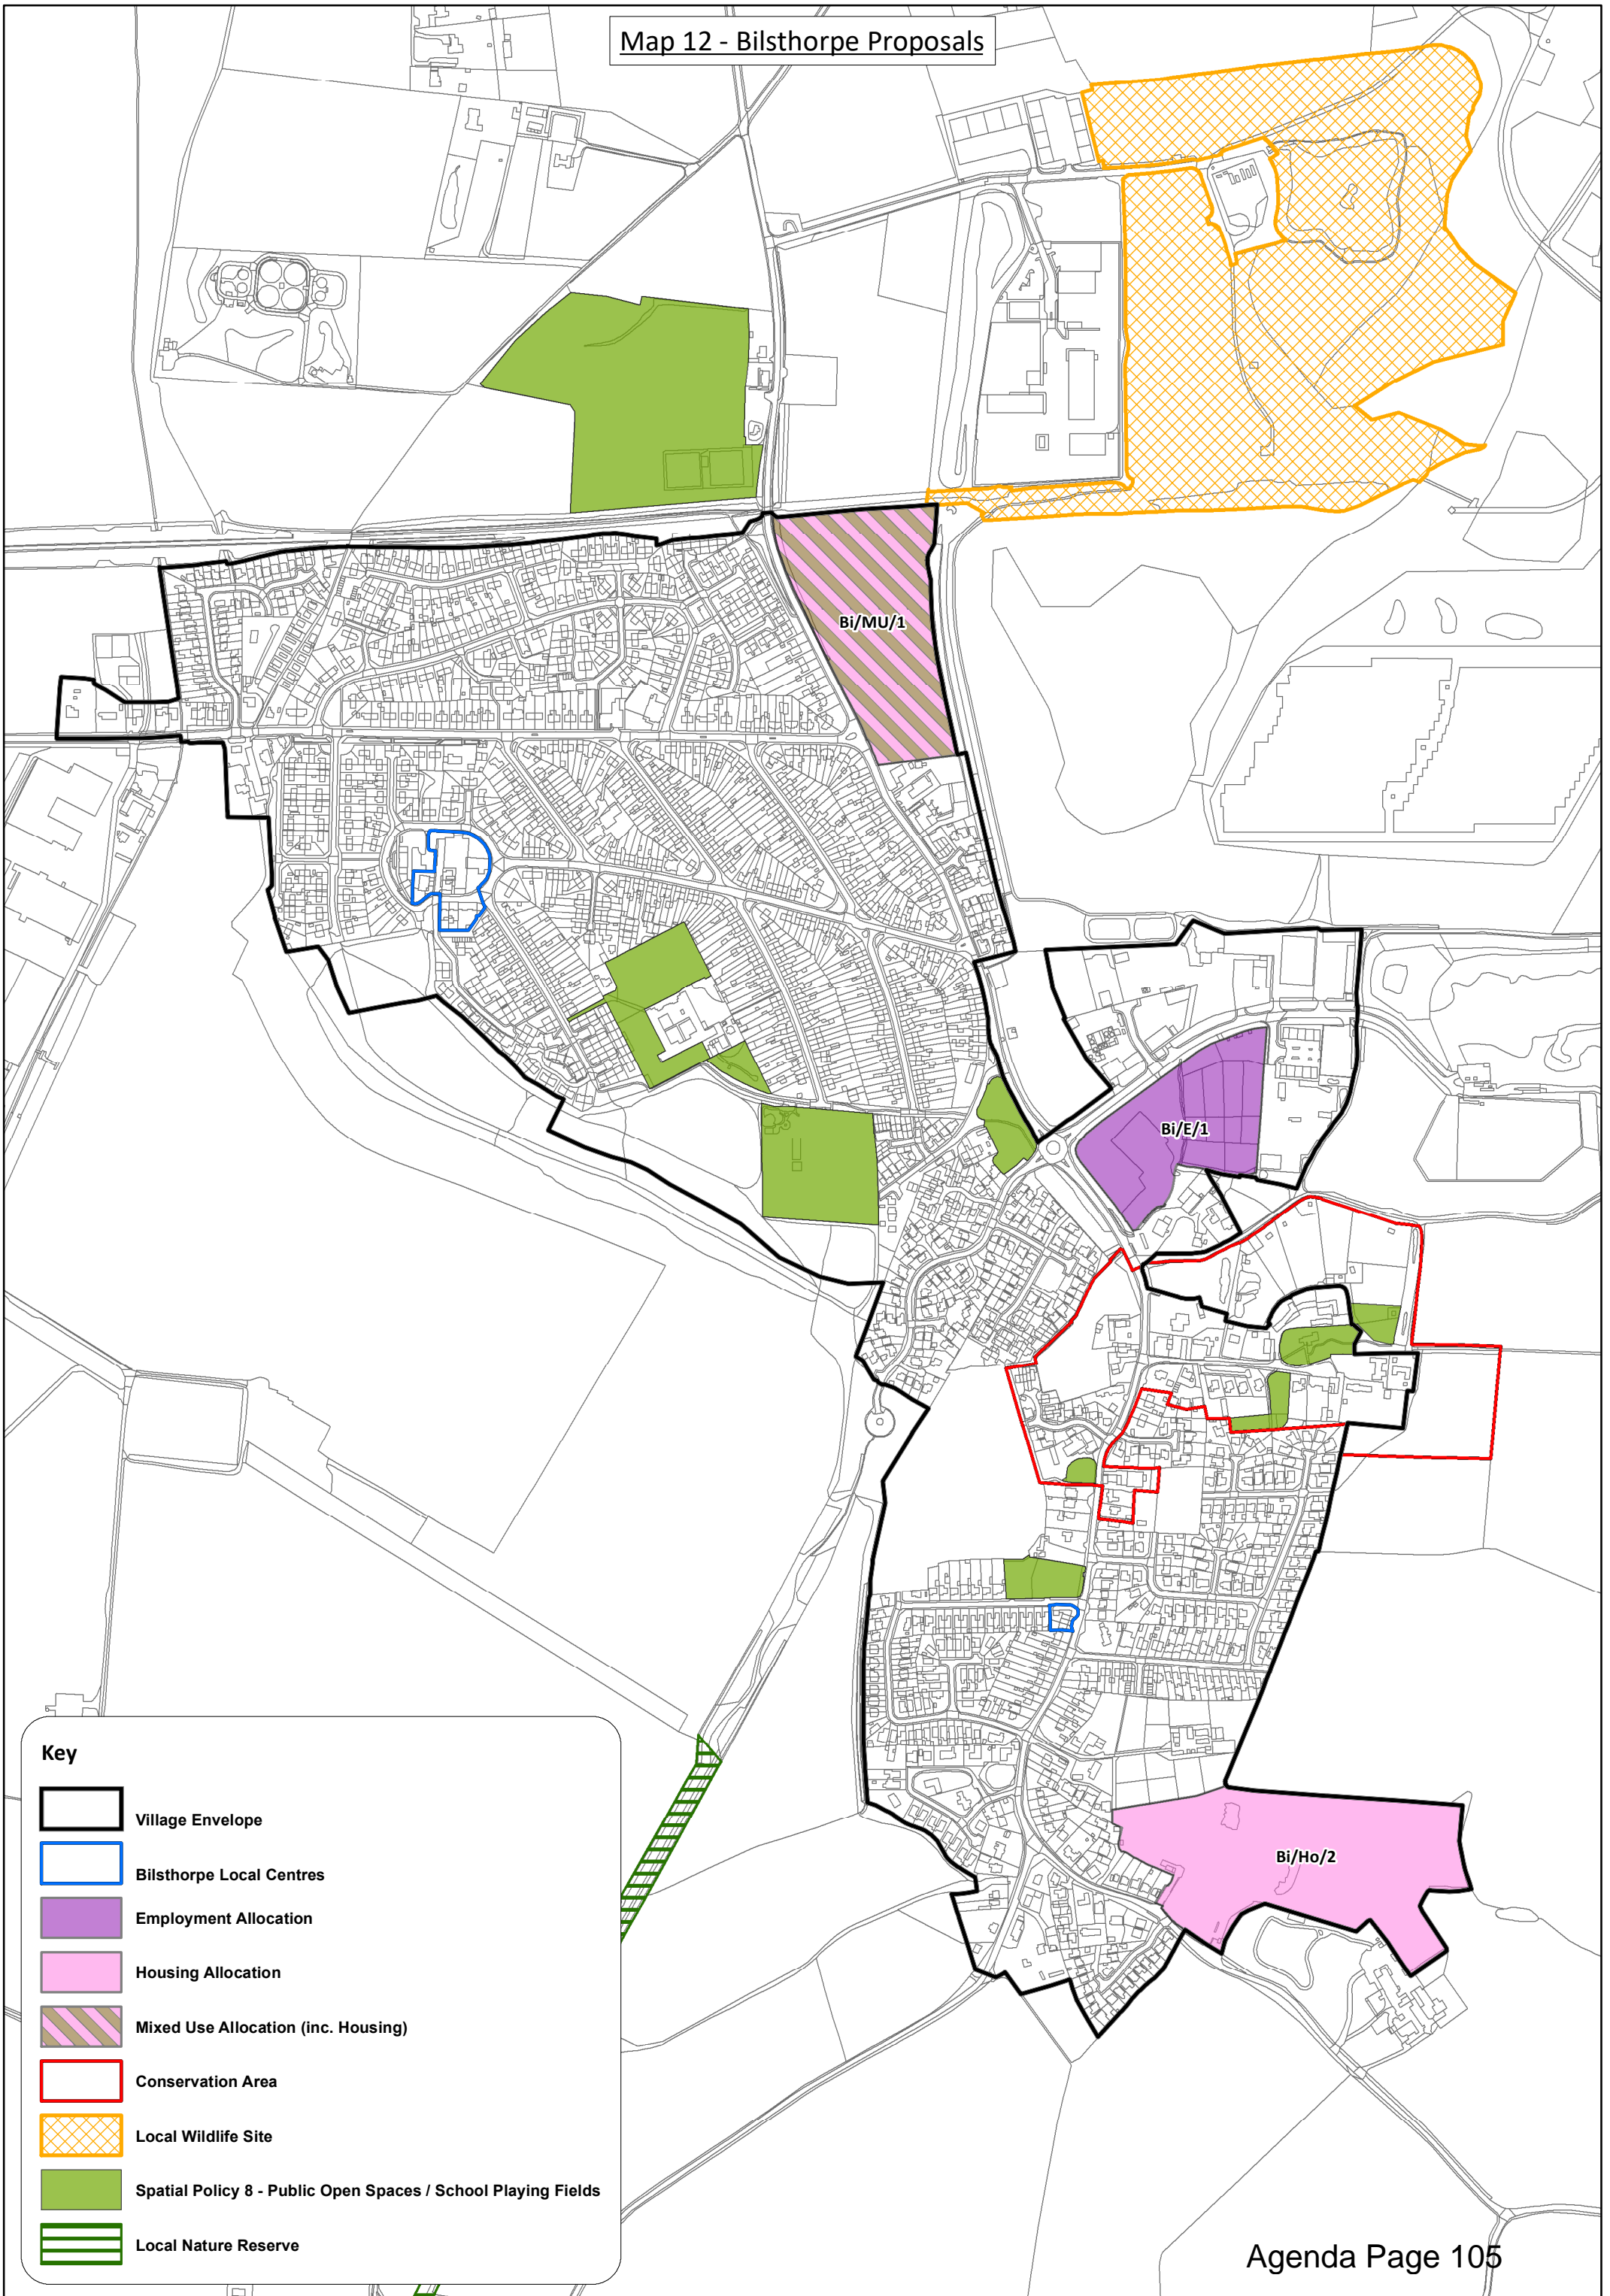 Map 12 - Bilsthorpe Proposals
Bi/MU/1
Bi/E/1
Bi/Ho/2
Key
Village Envelope
Bilsthorpe Local Centres
Employment Allocation
Housing Allocation
Mixed Use Allocation (inc. Housing)
Conservation Area
Local Wildlife Site
Spatial Policy 8 - Public Open Spaces / School Playing Fields
Local Nature Reserve
Agenda Page 105